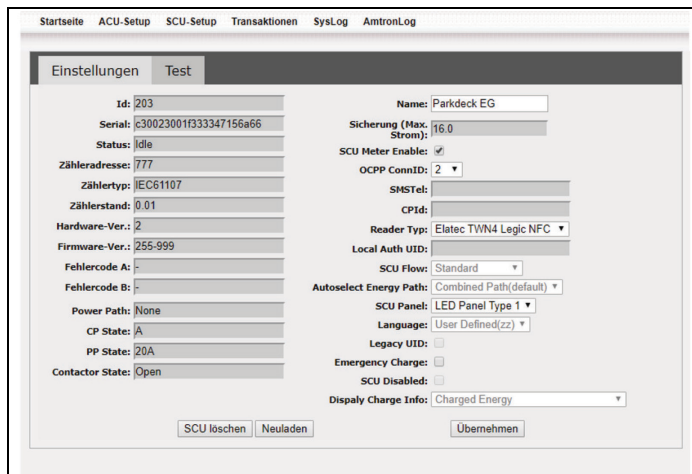 Startseite ACU-Setup SCU-Setup Transaktionen SysLog AmtronLog
Einstellungen Test
Id: 203
Serial: c30023001f333347156a66
Status: Idle
Zähleradresse: 777
Zählertyp: IEC61107
Zählerstand: 0.01
Hardware-Ver.: 2
Firmware-Ver.: 255-999
Fehlercode A: -
Fehlercode B: -
Power Path: None
CP State: A
PP State: 20A
Contactor State: Open
Name: Parkdeck EG
Sicherung (Max.
Strom): 16.0
SCU Meter Enable:
OCPP ConnID: 2
SMSTel:
CPId:
Reader Typ: Elatec TWN4 Legic NFC
Local Auth UID:
SCU Flow: Standard
Autoselect Energy Path: Combined Path(default)
SCU Panel: LED Panel Type 1
Language: User Defined(zz)
Legacy UID:
Emergency Charge:
SCU Disabled:
Dispaly Charge Info: Charged Energy
SCU löschen Neuladen Übernehmen